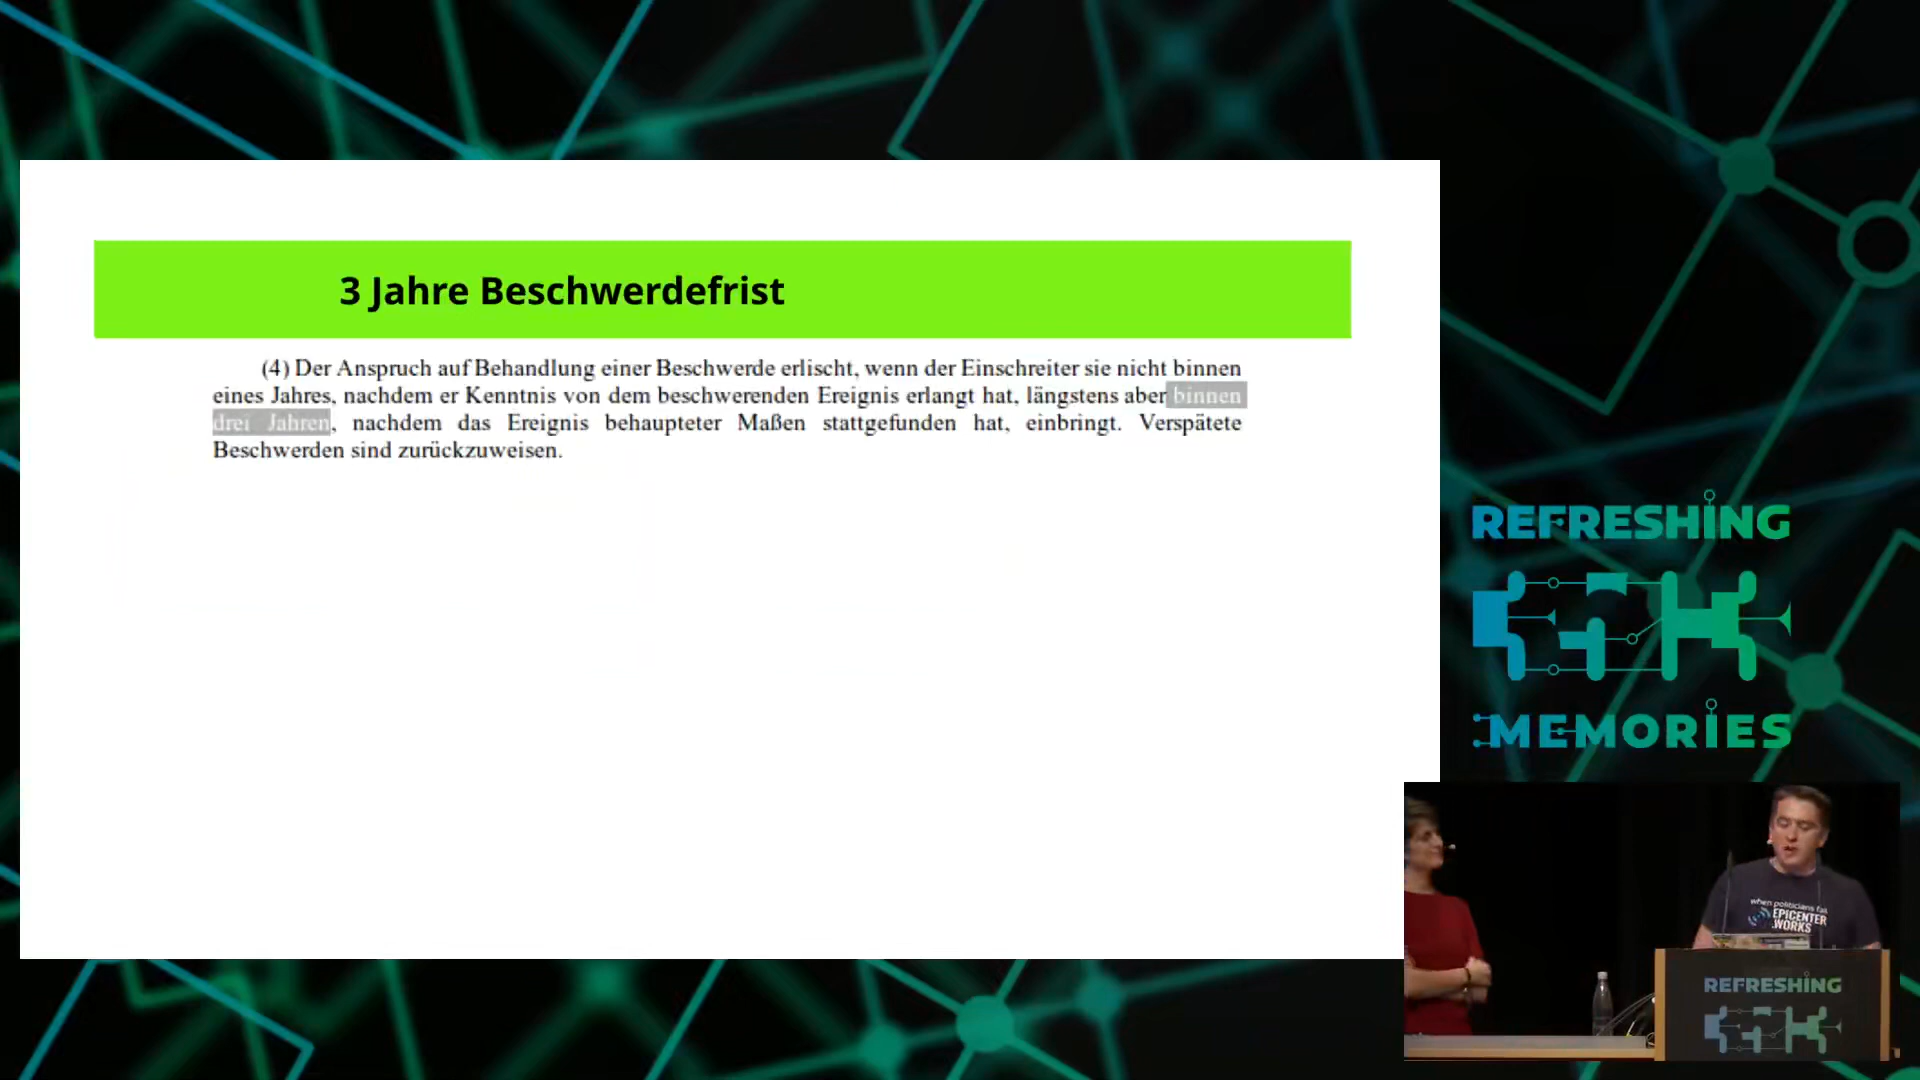 3 Jahre Beschwerdefrist
(4) Der Anspruch auf Behandlung einer Beschwerde erlischt, wenn der Einschreiter sie nicht binnen
eines Jahres, nachdem er Kenntnis von dem beschwerenden Ereignis erlangt hat, längstens aber binnen
drei Jahren, nachdem das Ereignis behaupteter Maßen stattgefunden hat, einbringt. Verspätete
Beschwerden sind zurückzuweisen.
REFRESHING
35C3
MEMORIES
when politicians fail
EPICENTER
.WORKS
REFRESHING